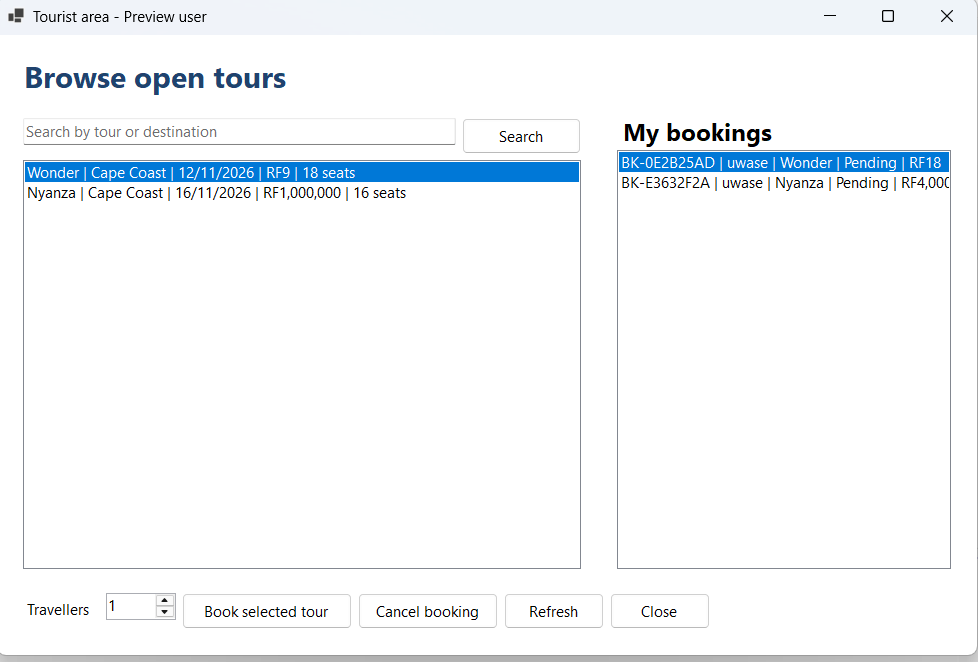 Tourist area - Preview user
Browse open tours
Search by tour or destination
Search
Wonder | Cape Coast | 12/11/2026 | RF9 | 18 seats
Nyanza | Cape Coast | 16/11/2026 | RF1,000,000 | 16 seats
My bookings
BK-0E2B25AD | uwase | Wonder | Pending | RF18
BK-E3632F2A | uwase | Nyanza | Pending | RF4,000
Travellers
1
Book selected tour
Cancel booking
Refresh
Close